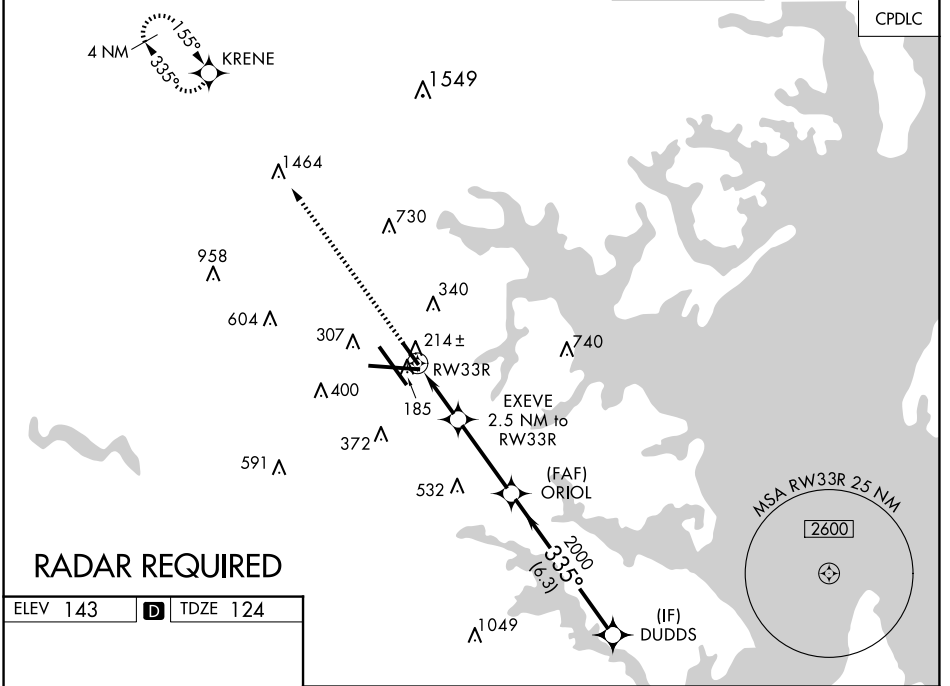 CPDLC
4 NM
155°
335°
KRENE
1549
1464
730
958
340
604
307
214 ±
740
RW33R
400
185
EXEVE
2.5 NM to
RW33R
372
591
532
(FAF)
ORIOL
MSA RW33R 25 NM
2600
2000
335°
(6.3)
RADAR REQUIRED
ELEV 143 D TDZE 124
1049
(IF)
DUDDS